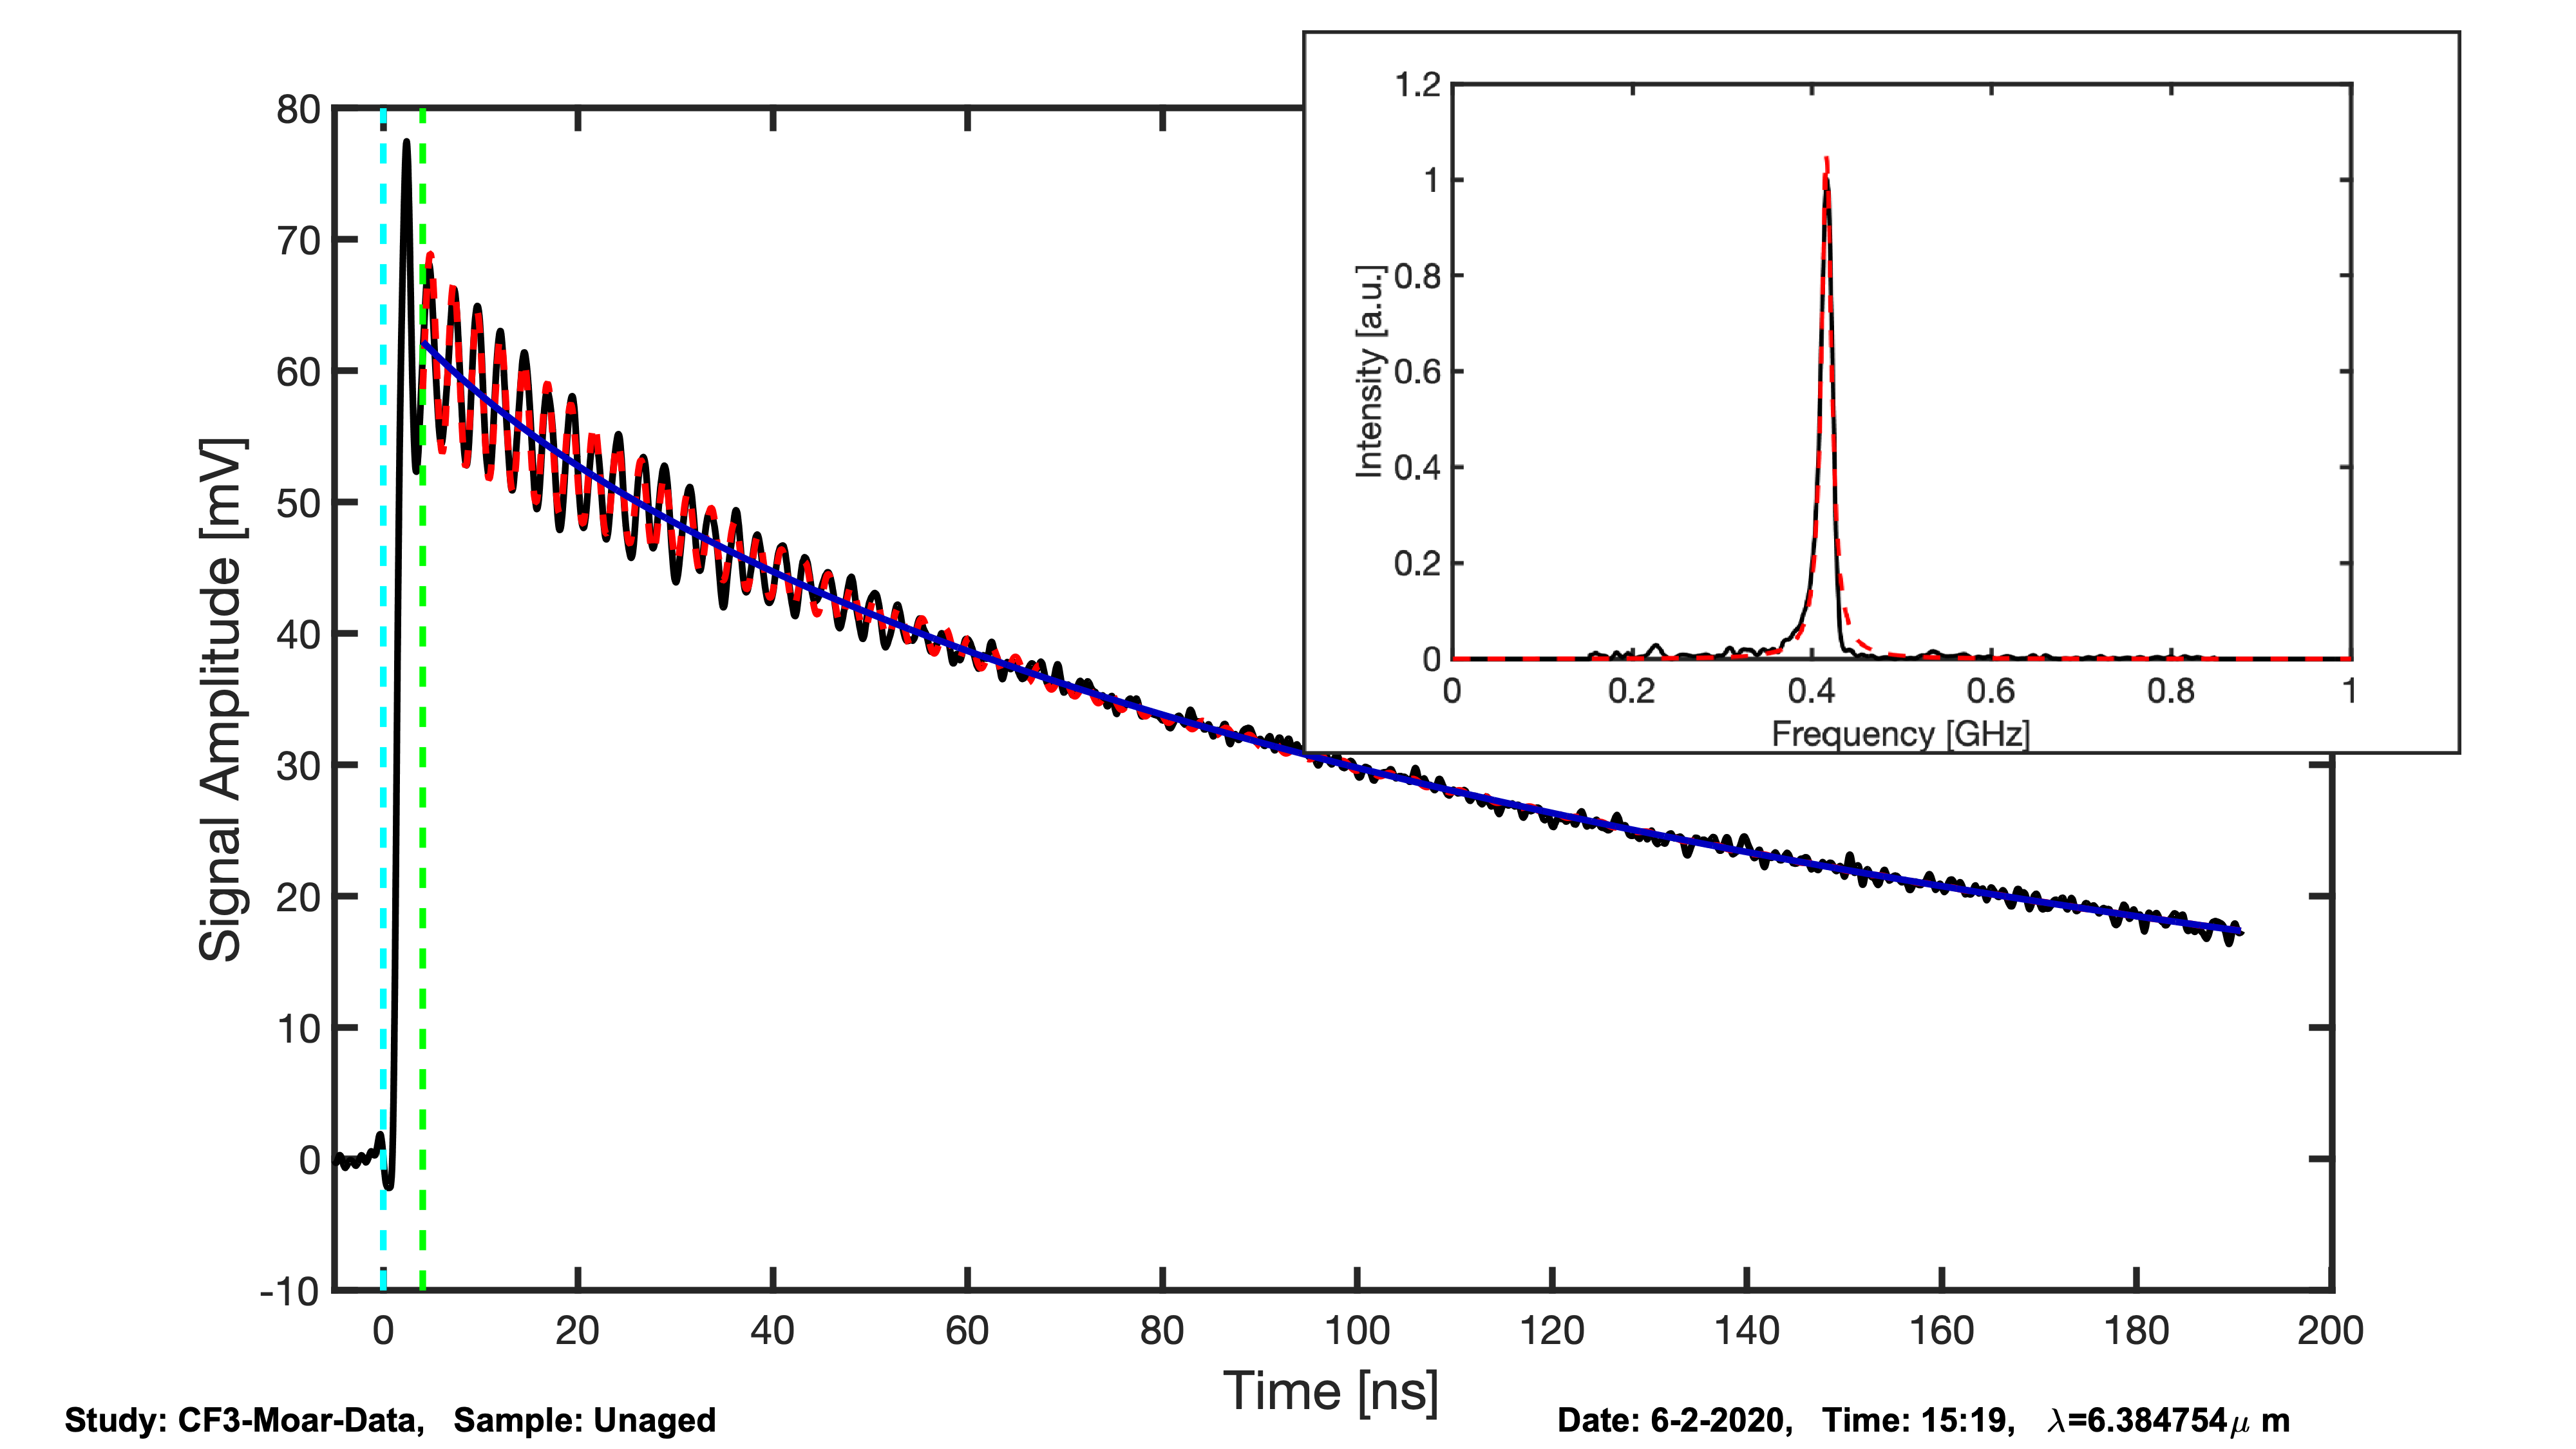 80
70
60
50
40
30
20
10
0
-10
Signal Amplitude [mV]
0 20 40 60 80 100 120 140 160 180 200
Time [ns]
1.2
1
0.8
0.6
0.4
0.2
0
Intensity [a.u.]
0 0.2 0.4 0.6 0.8 1
Frequency [GHz]
Study: CF3-Moar-Data, Sample: Unaged
Date: 6-2-2020, Time: 15:19, λ=6.384754μ m